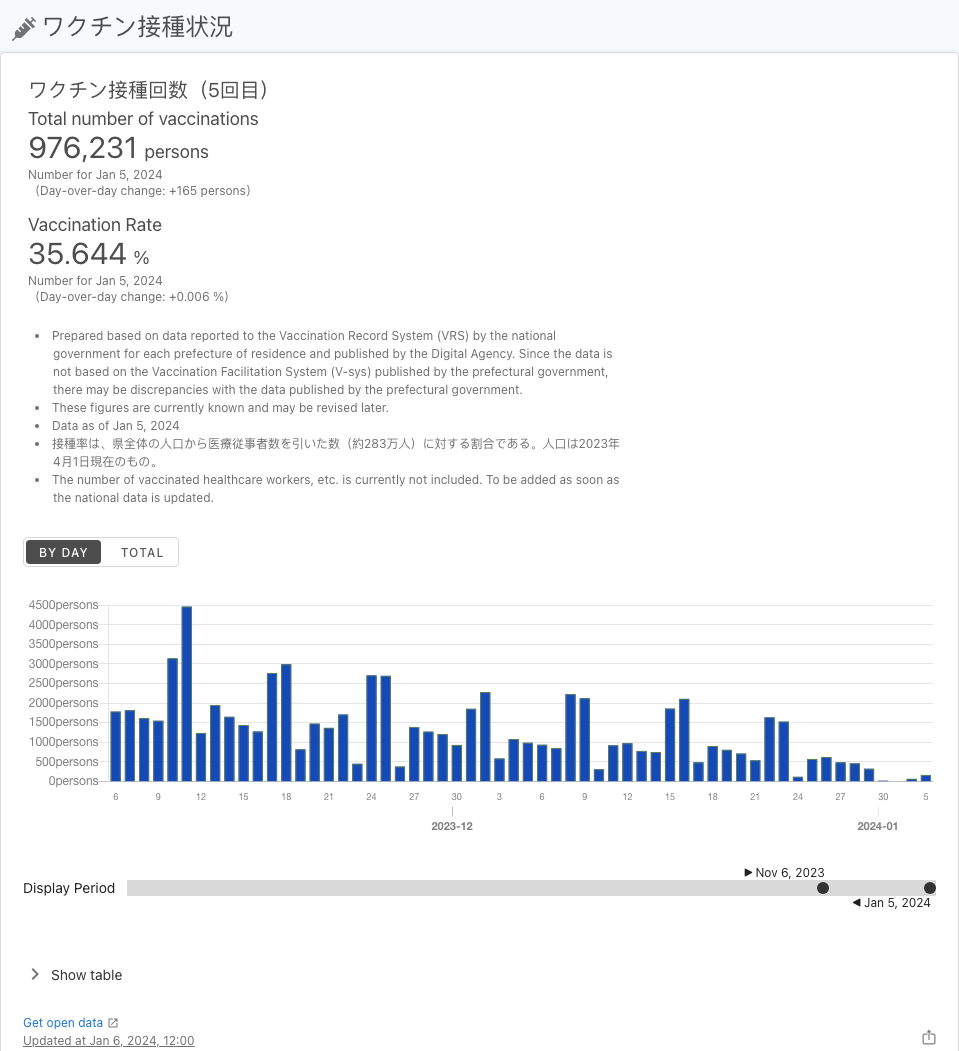 ワクチン接種状況
ワクチン接種回数（5回目）
Total number of vaccinations
976,231 persons
Number for Jan 5, 2024
（Day-over-day change: +165 persons）
Vaccination Rate
35.644 %
Number for Jan 5, 2024
（Day-over-day change: +0.006 %）
• Prepared based on data reported to the Vaccination Record System (VRS) by the national
government for each prefecture of residence and published by the Digital Agency. Since the data is
not based on the Vaccination Facilitation System (V-sys) published by the prefectural government,
there may be discrepancies with the data published by the prefectural government.
• These figures are currently known and may be revised later.
• Data as of Jan 5, 2024
• 接種率は、県全体の人口から医療従事者数を引いた数（約283万人）に対する割合である。人口は2023年
4月1日現在のもの。
• The number of vaccinated healthcare workers, etc. is currently not included. To be added as soon as
the national data is updated.
BY DAY TOTAL
4500persons
4000persons
3500persons
3000persons
2500persons
2000persons
1500persons
1000persons
500persons
0persons
6 9 12 15 18 21 24 27 30 3 6 9 12 15 18 21 24 27 30 5
2023-12 2024-01
Nov 6, 2023
Display Period
Jan 5, 2024
Show table
Get open data
Updated at Jan 6, 2024, 12:00